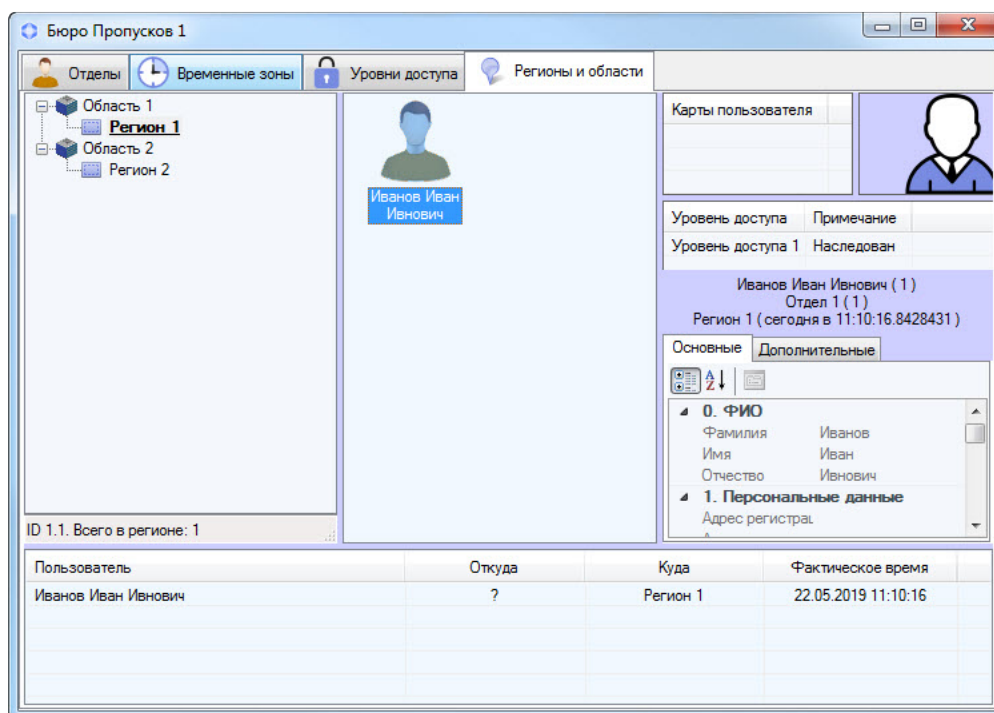 Бюро Пропусков 1
Отделы Временные зоны Уровни доступа Регионы и области
Область 1
Регион 1
Область 2
Регион 2
ID 1.1. Всего в регионе: 1
Иванов Иван
Ивнович
Карты пользователя
Уровень доступа Примечание
Уровень доступа 1 Наследован
Иванов Иван Ивнович ( 1 )
Отдел 1 ( 1 )
Регион 1 ( сегодня в 11:10:16.8428431 )
Основные Дополнительные
0. ФИО
Фамилия Иванов
Имя Иван
Отчество Ивнович
1. Персональные данные
Адрес регистрац
Пользователь Откуда Куда Фактическое время
Иванов Иван Ивнович ? Регион 1 22.05.2019 11:10:16